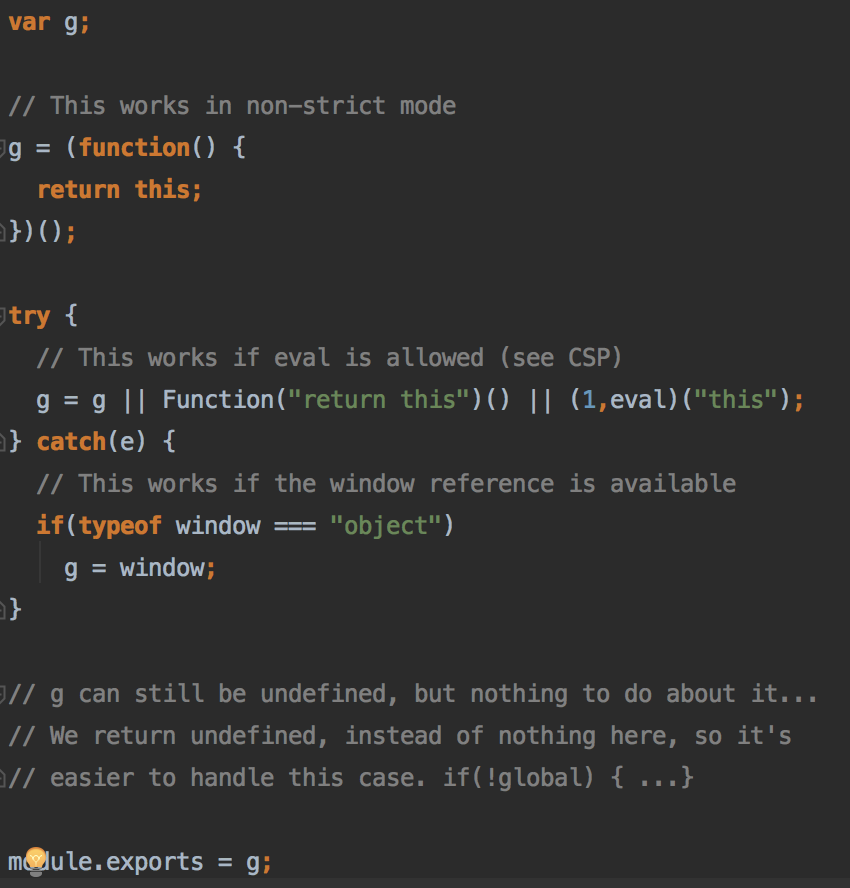 var g;
// This works in non-strict mode
g = (function() {
return this;
})();
try {
// This works if eval is allowed (see CSP)
g = g || Function("return this")() || (1,eval)("this");
} catch(e) {
// This works if the window reference is available
if(typeof window === "object")
g = window;
}
// g can still be undefined, but nothing to do about it...
// We return undefined, instead of nothing here, so it's
// easier to handle this case. if(!global) { ...}
module.exports = g;